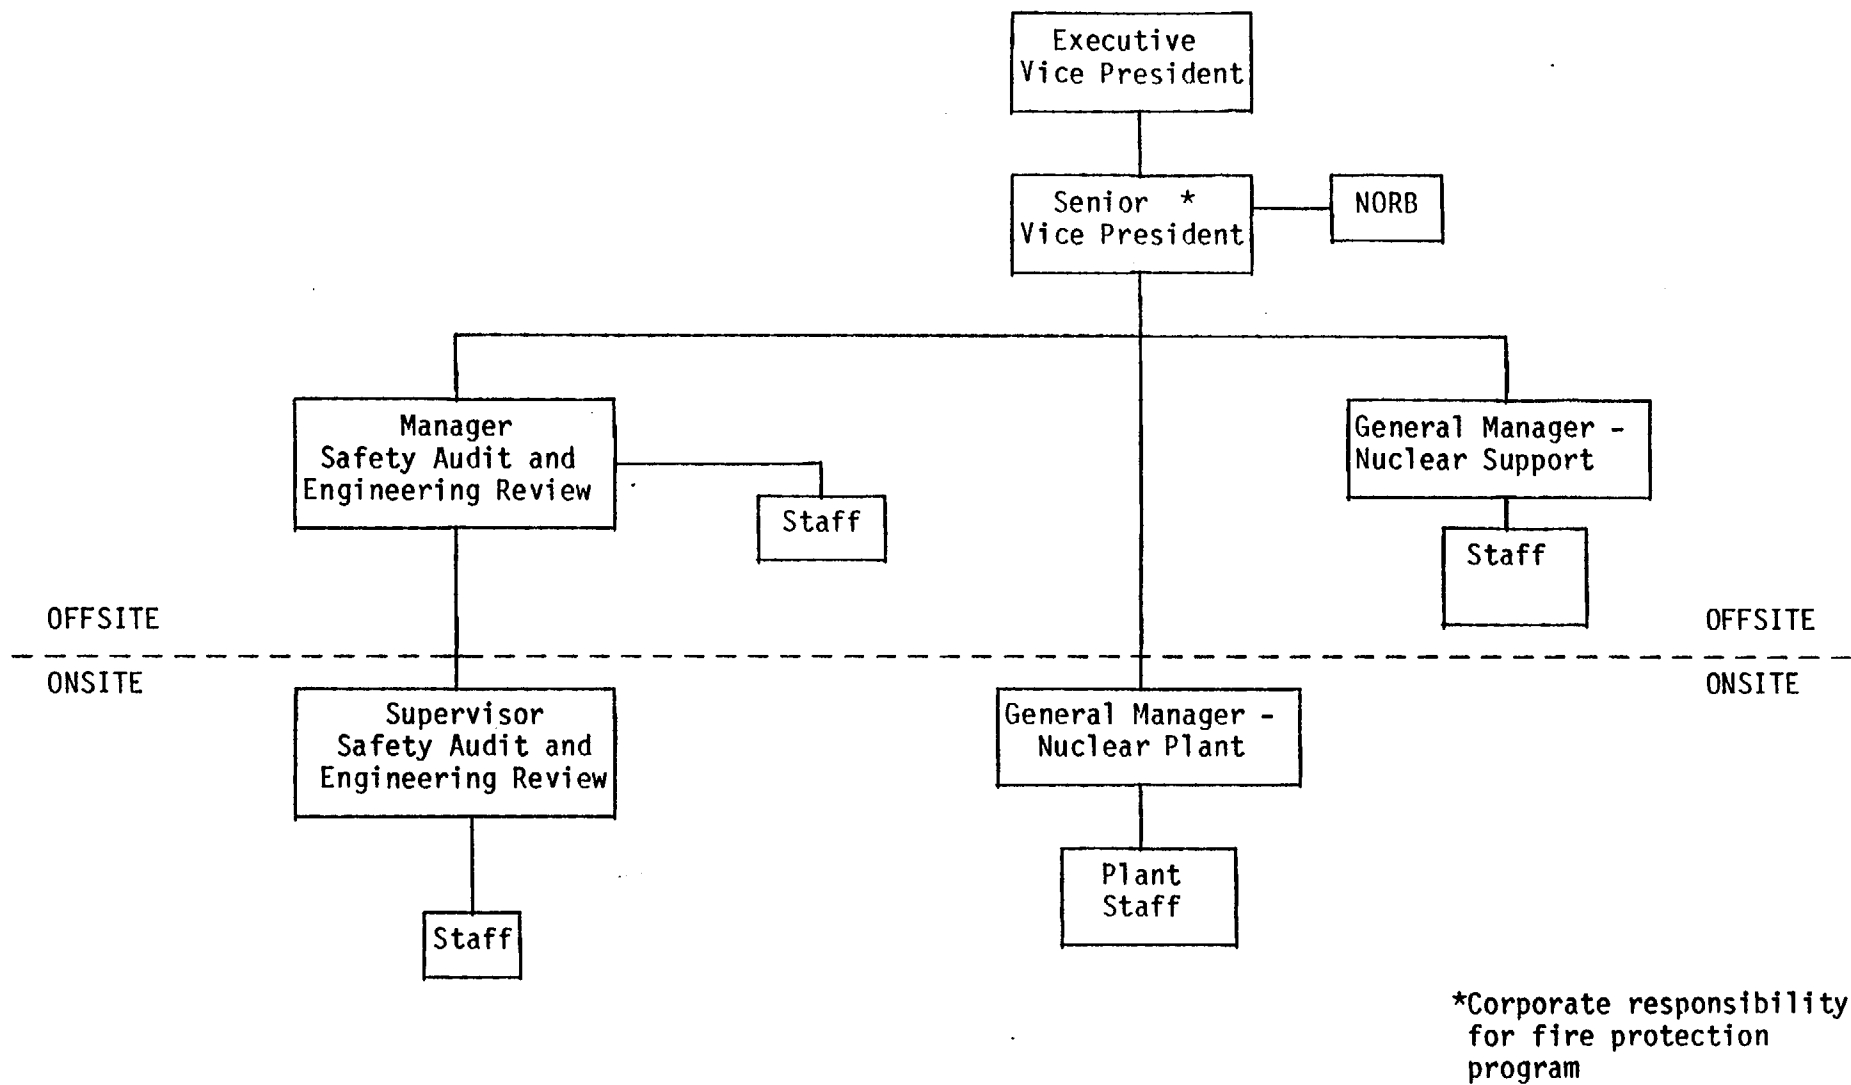 Executive
Vice President
Senior *
Vice President
NORB
Manager
Safety Audit and
Engineering Review
Staff
General Manager -
Nuclear Support
Staff
OFFSITE
OFFSITE
ONSITE
ONSITE
Supervisor
Safety Audit and
Engineering Review
Staff
General Manager -
Nuclear Plant
Plant
Staff
*Corporate responsibility
for fire protection
program